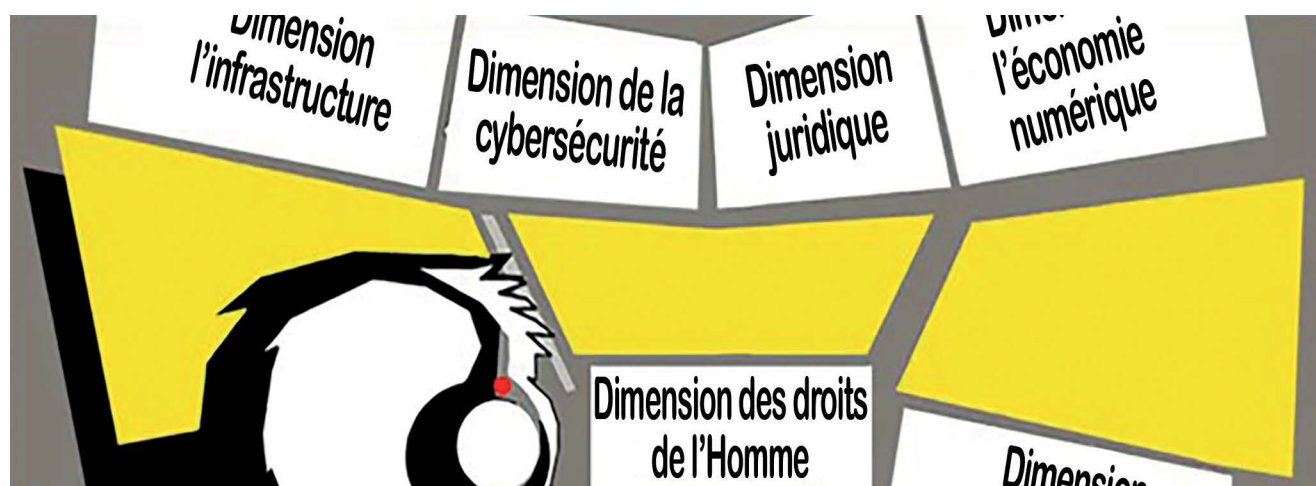 Dimension
l'infrastructure
Dimension de la
cybersécurité
Dimension
juridique
l'économie
numérique
Dimension des droits
de l'Homme
Dimension